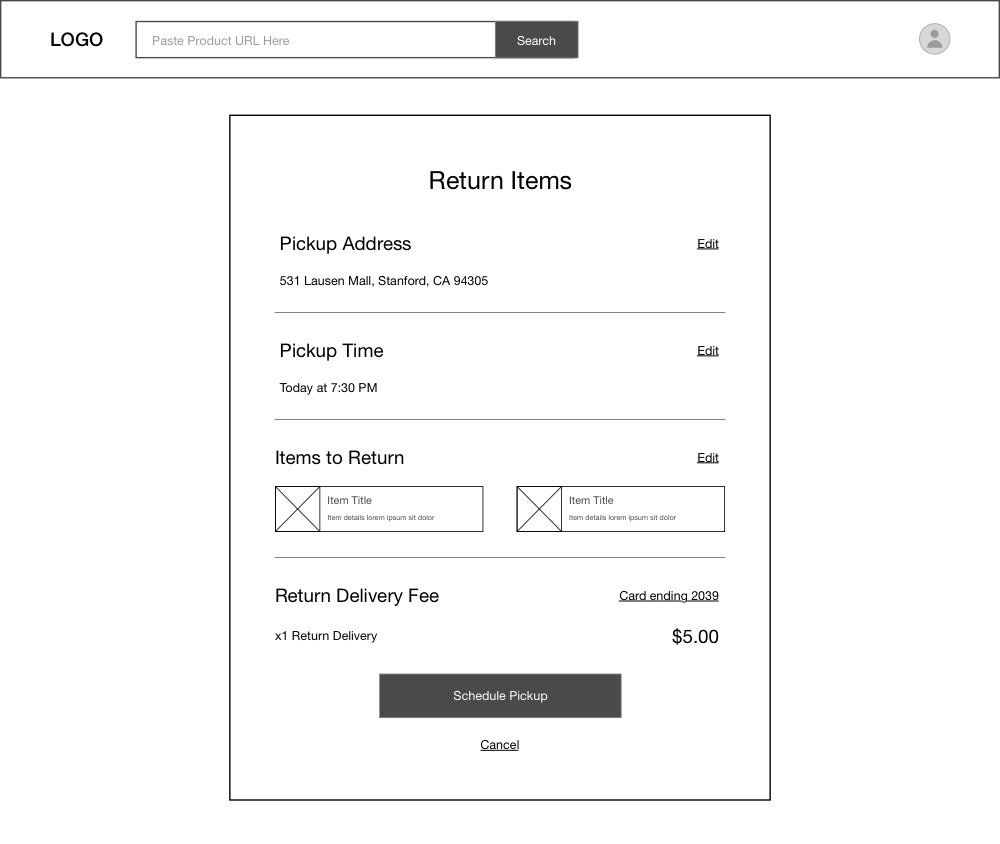 LOGO
Paste Product URL Here
Search
Return Items
Pickup Address
Edit
531 Lausen Mall, Stanford, CA 94305
Pickup Time
Edit
Today at 7:30 PM
Items to Return
Edit
Item Title
Item details lorem ipsum sit dolor
Item Title
Item details lorem ipsum sit dolor
Return Delivery Fee
Card ending 2039
x1 Return Delivery
$5.00
Schedule Pickup
Cancel